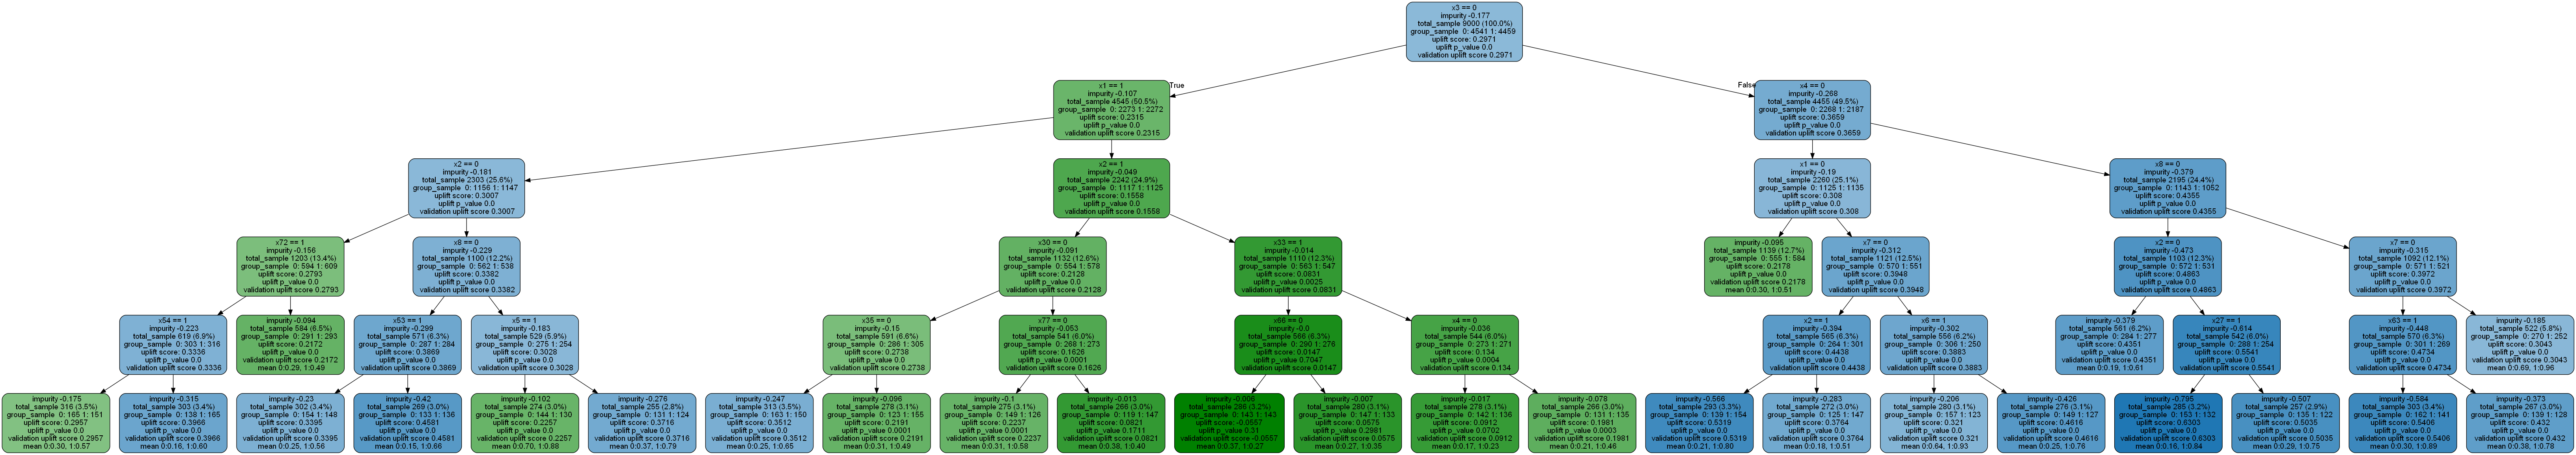 x3 == 0
impurity -0.177
total_sample 9000 (100.0%)
group_sample 0: 4541 1: 4459
uplift score: 0.2971
uplift p_value 0.0
validation uplift score 0.2971
True
False
x1 == 1
impurity -0.107
total_sample 4545 (50.5%)
group_sample 0: 2273 1: 2272
uplift score: 0.2315
uplift p_value 0.0
validation uplift score 0.2315
x4 == 0
impurity -0.268
total_sample 4455 (49.5%)
group_sample 0: 2268 1: 2187
uplift score: 0.3659
uplift p_value 0.0
validation uplift score 0.3659
x2 == 0
impurity -0.181
total_sample 2303 (25.6%)
group_sample 0: 1156 1: 1147
uplift score: 0.3007
uplift p_value 0.0
validation uplift score 0.3007
x2 == 1
impurity -0.049
total_sample 2242 (24.9%)
group_sample 0: 1117 1: 1125
uplift score: 0.1558
uplift p_value 0.0
validation uplift score 0.1558
x1 == 0
impurity -0.19
total_sample 2260 (25.1%)
group_sample 0: 1125 1: 1135
uplift score: 0.308
uplift p_value 0.0
validation uplift score 0.308
x8 == 0
impurity -0.379
total_sample 2195 (24.4%)
group_sample 0: 1143 1: 1052
uplift score: 0.4355
uplift p_value 0.0
validation uplift score 0.4355
x72 == 1
impurity -0.156
total_sample 1203 (13.4%)
group_sample 0: 594 1: 609
uplift score: 0.2793
uplift p_value 0.0
validation uplift score 0.2793
x8 == 0
impurity -0.229
total_sample 1100 (12.2%)
group_sample 0: 562 1: 538
uplift score: 0.3382
uplift p_value 0.0
validation uplift score 0.3382
x30 == 0
impurity -0.091
total_sample 1132 (12.6%)
group_sample 0: 554 1: 578
uplift score: 0.2128
uplift p_value 0.0
validation uplift score 0.2128
x33 == 1
impurity -0.014
total_sample 1110 (12.3%)
group_sample 0: 563 1: 547
uplift score: 0.0831
uplift p_value 0.0025
validation uplift score 0.0831
impurity -0.095
total_sample 1139 (12.7%)
group_sample 0: 555 1: 584
uplift score: 0.2178
uplift p_value 0.0
validation uplift score 0.2178
mean 0:0.30, 1:0.51
x7 == 0
impurity -0.312
total_sample 1121 (12.5%)
group_sample 0: 570 1: 551
uplift score: 0.3948
uplift p_value 0.0
validation uplift score 0.3948
x2 == 0
impurity -0.473
total_sample 1103 (12.3%)
group_sample 0: 572 1: 531
uplift score: 0.4863
uplift p_value 0.0
validation uplift score 0.4863
x7 == 0
impurity -0.315
total_sample 1092 (12.1%)
group_sample 0: 571 1: 521
uplift score: 0.3972
uplift p_value 0.0
validation uplift score 0.3972
x54 == 1
impurity -0.223
total_sample 619 (6.9%)
group_sample 0: 303 1: 316
uplift score: 0.3336
uplift p_value 0.0
validation uplift score 0.3336
impurity -0.094
total_sample 584 (6.5%)
group_sample 0: 291 1: 293
uplift score: 0.2172
uplift p_value 0.0
validation uplift score 0.2172
mean 0:0.29, 1:0.49
x53 == 1
impurity -0.299
total_sample 571 (6.3%)
group_sample 0: 287 1: 284
uplift score: 0.3869
uplift p_value 0.0
validation uplift score 0.3869
x5 == 1
impurity -0.183
total_sample 529 (5.9%)
group_sample 0: 275 1: 254
uplift score: 0.3028
uplift p_value 0.0
validation uplift score 0.3028
x35 == 0
impurity -0.15
total_sample 591 (6.6%)
group_sample 0: 286 1: 305
uplift score: 0.2738
uplift p_value 0.0
validation uplift score 0.2738
x77 == 0
impurity -0.053
total_sample 541 (6.0%)
group_sample 0: 268 1: 273
uplift score: 0.1626
uplift p_value 0.0001
validation uplift score 0.1626
x66 == 0
impurity -0.0
total_sample 566 (6.3%)
group_sample 0: 290 1: 276
uplift score: 0.0147
uplift p_value 0.7047
validation uplift score 0.0147
x4 == 0
impurity -0.036
total_sample 544 (6.0%)
group_sample 0: 273 1: 271
uplift score: 0.134
uplift p_value 0.0004
validation uplift score 0.134
x2 == 1
impurity -0.394
total_sample 565 (6.3%)
group_sample 0: 264 1: 301
uplift score: 0.4438
uplift p_value 0.0
validation uplift score 0.4438
x6 == 1
impurity -0.302
total_sample 556 (6.2%)
group_sample 0: 306 1: 250
uplift score: 0.3883
uplift p_value 0.0
validation uplift score 0.3883
impurity -0.379
total_sample 561 (6.2%)
group_sample 0: 284 1: 277
uplift score: 0.4351
uplift p_value 0.0
validation uplift score 0.4351
mean 0:0.19, 1:0.61
x27 == 1
impurity -0.614
total_sample 542 (6.0%)
group_sample 0: 288 1: 254
uplift score: 0.5541
uplift p_value 0.0
validation uplift score 0.5541
x63 == 1
impurity -0.448
total_sample 570 (6.3%)
group_sample 0: 301 1: 269
uplift score: 0.4734
uplift p_value 0.0
validation uplift score 0.4734
impurity -0.185
total_sample 522 (5.8%)
group_sample 0: 270 1: 252
uplift score: 0.3043
uplift p_value 0.0
validation uplift score 0.3043
mean 0:0.69, 1:0.96
impurity -0.175
total_sample 316 (3.5%)
group_sample 0: 165 1: 151
uplift score: 0.2957
uplift p_value 0.0
validation uplift score 0.2957
mean 0:0.30, 1:0.57
impurity -0.315
total_sample 303 (3.4%)
group_sample 0: 138 1: 165
uplift score: 0.3966
uplift p_value 0.0
validation uplift score 0.3966
mean 0:0.16, 1:0.60
impurity -0.23
total_sample 302 (3.4%)
group_sample 0: 154 1: 148
uplift score: 0.3395
uplift p_value 0.0
validation uplift score 0.3395
mean 0:0.25, 1:0.56
impurity -0.42
total_sample 269 (3.0%)
group_sample 0: 133 1: 136
uplift score: 0.4581
uplift p_value 0.0
validation uplift score 0.4581
mean 0:0.15, 1:0.66
impurity -0.102
total_sample 274 (3.0%)
group_sample 0: 144 1: 130
uplift score: 0.2257
uplift p_value 0.0
validation uplift score 0.2257
mean 0:0.70, 1:0.88
impurity -0.276
total_sample 255 (2.8%)
group_sample 0: 131 1: 124
uplift score: 0.3716
uplift p_value 0.0
validation uplift score 0.3716
mean 0:0.37, 1:0.79
impurity -0.247
total_sample 313 (3.5%)
group_sample 0: 163 1: 150
uplift score: 0.3512
uplift p_value 0.0
validation uplift score 0.3512
mean 0:0.25, 1:0.65
impurity -0.096
total_sample 278 (3.1%)
group_sample 0: 123 1: 155
uplift score: 0.2191
uplift p_value 0.0001
validation uplift score 0.2191
mean 0:0.31, 1:0.49
impurity -0.1
total_sample 275 (3.1%)
group_sample 0: 149 1: 126
uplift score: 0.2237
uplift p_value 0.0001
validation uplift score 0.2237
mean 0:0.31, 1:0.58
impurity -0.013
total_sample 266 (3.0%)
group_sample 0: 119 1: 147
uplift score: 0.0821
uplift p_value 0.1711
validation uplift score 0.0821
mean 0:0.38, 1:0.40
impurity -0.006
total_sample 286 (3.2%)
group_sample 0: 143 1: 143
uplift score: -0.0567
uplift p_value 0.31
validation uplift score -0.0567
mean 0:0.37, 1:0.27
impurity -0.007
total_sample 280 (3.1%)
group_sample 0: 147 1: 133
uplift score: 0.0575
uplift p_value 0.2981
validation uplift score 0.0575
mean 0:0.27, 1:0.35
impurity -0.017
total_sample 278 (3.1%)
group_sample 0: 142 1: 136
uplift score: 0.0912
uplift p_value 0.0702
validation uplift score 0.0912
mean 0:0.17, 1:0.23
impurity -0.078
total_sample 266 (3.0%)
group_sample 0: 131 1: 135
uplift score: 0.1981
uplift p_value 0.0003
validation uplift score 0.1981
mean 0:0.21, 1:0.46
impurity -0.566
total_sample 293 (3.3%)
group_sample 0: 139 1: 154
uplift score: 0.5319
uplift p_value 0.0
validation uplift score 0.5319
mean 0:0.21, 1:0.80
impurity -0.283
total_sample 272 (3.0%)
group_sample 0: 125 1: 147
uplift score: 0.3764
uplift p_value 0.0
validation uplift score 0.3764
mean 0:0.18, 1:0.51
impurity -0.206
total_sample 280 (3.1%)
group_sample 0: 157 1: 123
uplift score: 0.321
uplift p_value 0.0
validation uplift score 0.321
mean 0:0.64, 1:0.93
impurity -0.426
total_sample 276 (3.1%)
group_sample 0: 149 1: 127
uplift score: 0.4616
uplift p_value 0.0
validation uplift score 0.4616
mean 0:0.25, 1:0.76
impurity -0.795
total_sample 285 (3.2%)
group_sample 0: 153 1: 132
uplift score: 0.6303
uplift p_value 0.0
validation uplift score 0.6303
mean 0:0.16, 1:0.84
impurity -0.507
total_sample 257 (2.9%)
group_sample 0: 135 1: 122
uplift score: 0.5035
uplift p_value 0.0
validation uplift score 0.5035
mean 0:0.29, 1:0.75
impurity -0.584
total_sample 303 (3.4%)
group_sample 0: 162 1: 141
uplift score: 0.5406
uplift p_value 0.0
validation uplift score 0.5406
mean 0:0.30, 1:0.89
impurity -0.373
total_sample 267 (3.0%)
group_sample 0: 139 1: 128
uplift score: 0.432
uplift p_value 0.0
validation uplift score 0.432
mean 0:0.38, 1:0.78